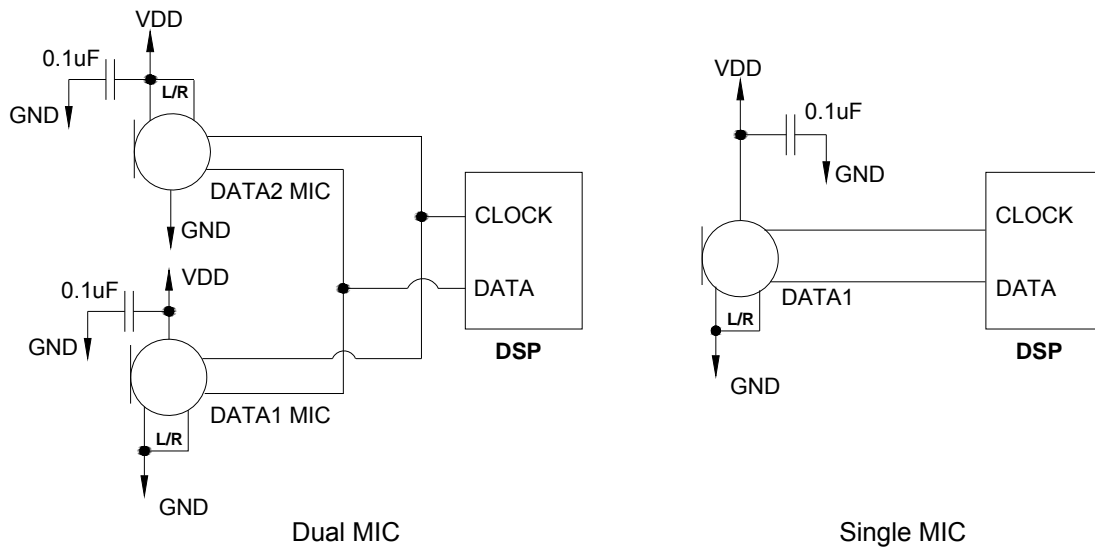 VDD
0.1uF
L/R
GND
DATA2 MIC
GND
CLOCK
DATA
DSP
VDD
0.1uF
GND
DATA1 MIC
L/R
GND
Dual MIC
VDD
0.1uF
GND
CLOCK
DATA1
DATA
L/R
DSP
GND
Single MIC